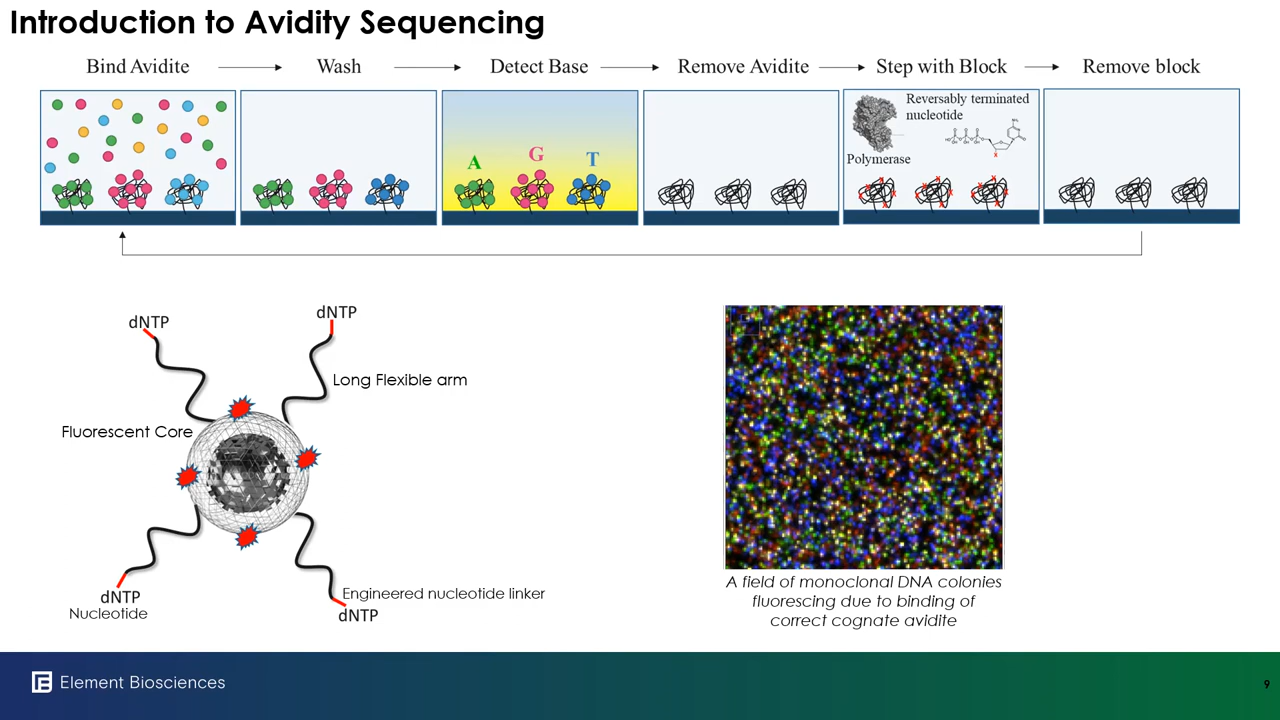 Introduction to Avidity Sequencing
Bind Avidite
Wash
Detect Base
Remove Avidite
Step with Block
Remove block
A
G
T
Reversably terminated
nucleotide
Polymerase
dNTP
dNTP
Long Flexible arm
Fluorescent Core
Engineered nucleotide linker
dNTP
Nucleotide
dNTP
A field of monoclonal DNA colonies
fluorescing due to binding of
correct cognate avidite
Element Biosciences
9